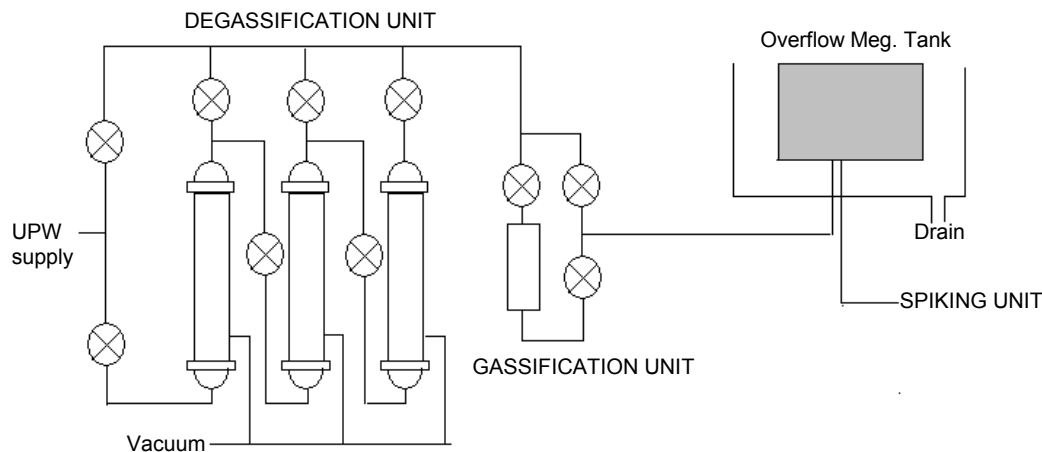 DEGASSIFICATION UNIT
Overflow Meg. Tank
UPW
supply
Drain
SPIKING UNIT
GASSIFICATION UNIT
Vacuum